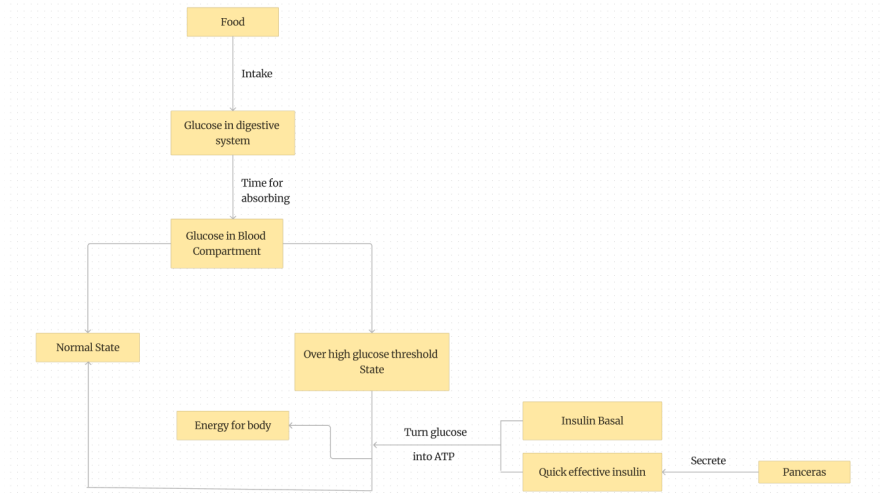 Food
Intake
Glucose in digestive
system
Time for
absorbing
Glucose in Blood
Compartment
Normal State
Over high glucose threshold
State
Energy for body
Turn glucose
into ATP
Insulin Basal
Quick effective insulin
Secrete
Panceras